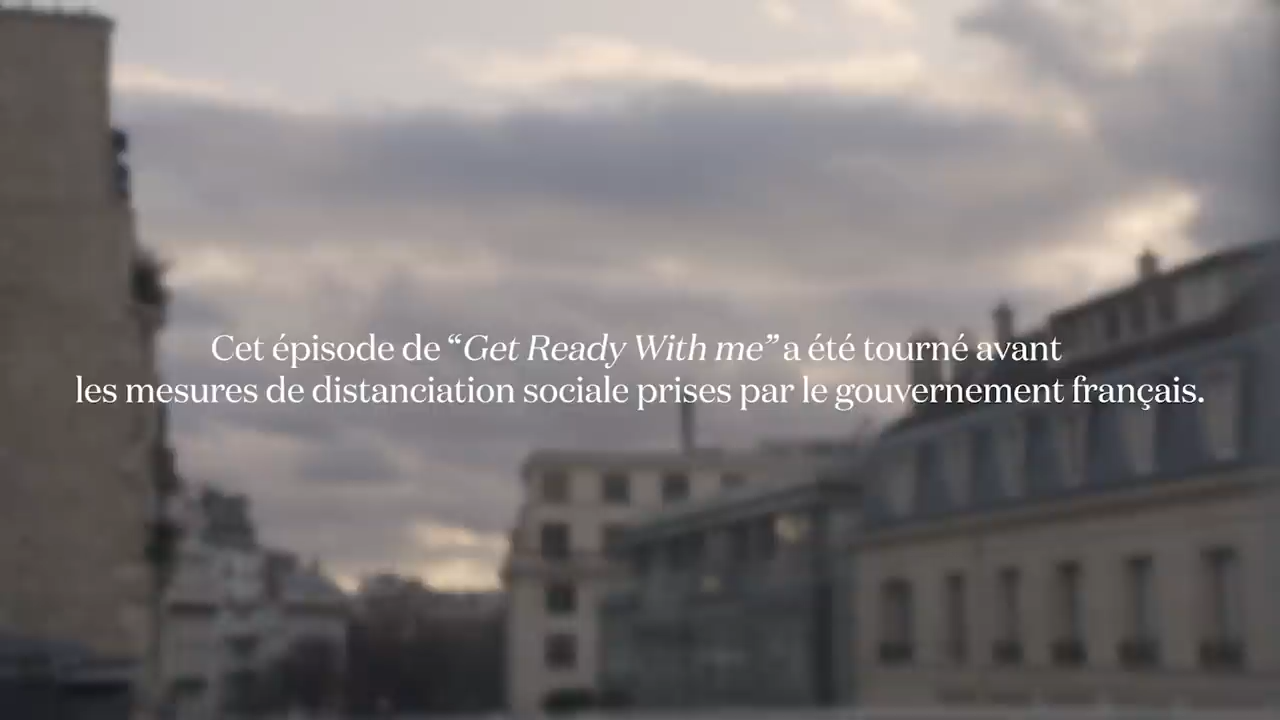 Cet épisode de “Get Ready With me” a été tourné avant
les mesures de distanciation sociale prises par le gouvernement français.